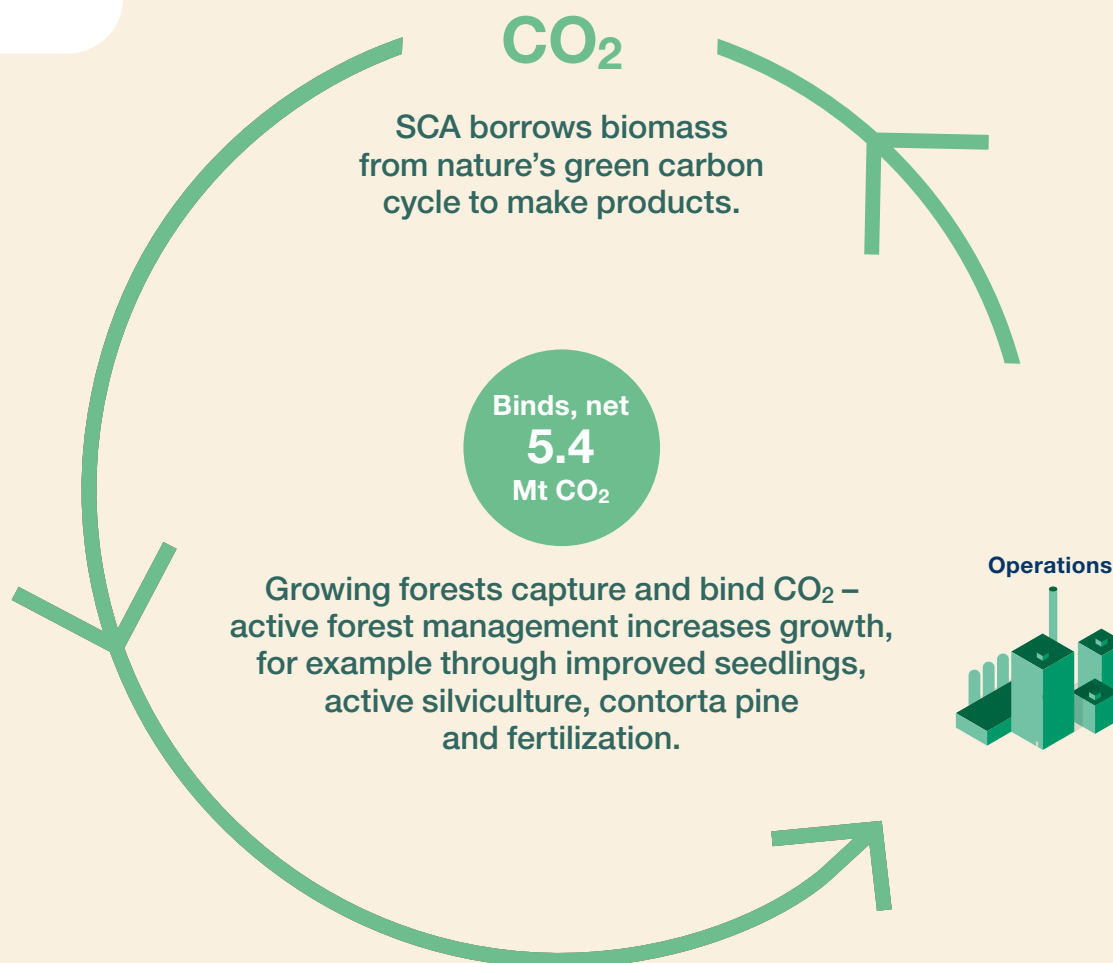 CO₂
SCA borrows biomass
from nature’s green carbon
cycle to make products.
Binds, net
5.4
Mt CO₂
Operations
Growing forests capture and bind CO₂ –
active forest management increases growth,
for example through improved seedlings,
active silviculture, contorta pine
and fertilization.